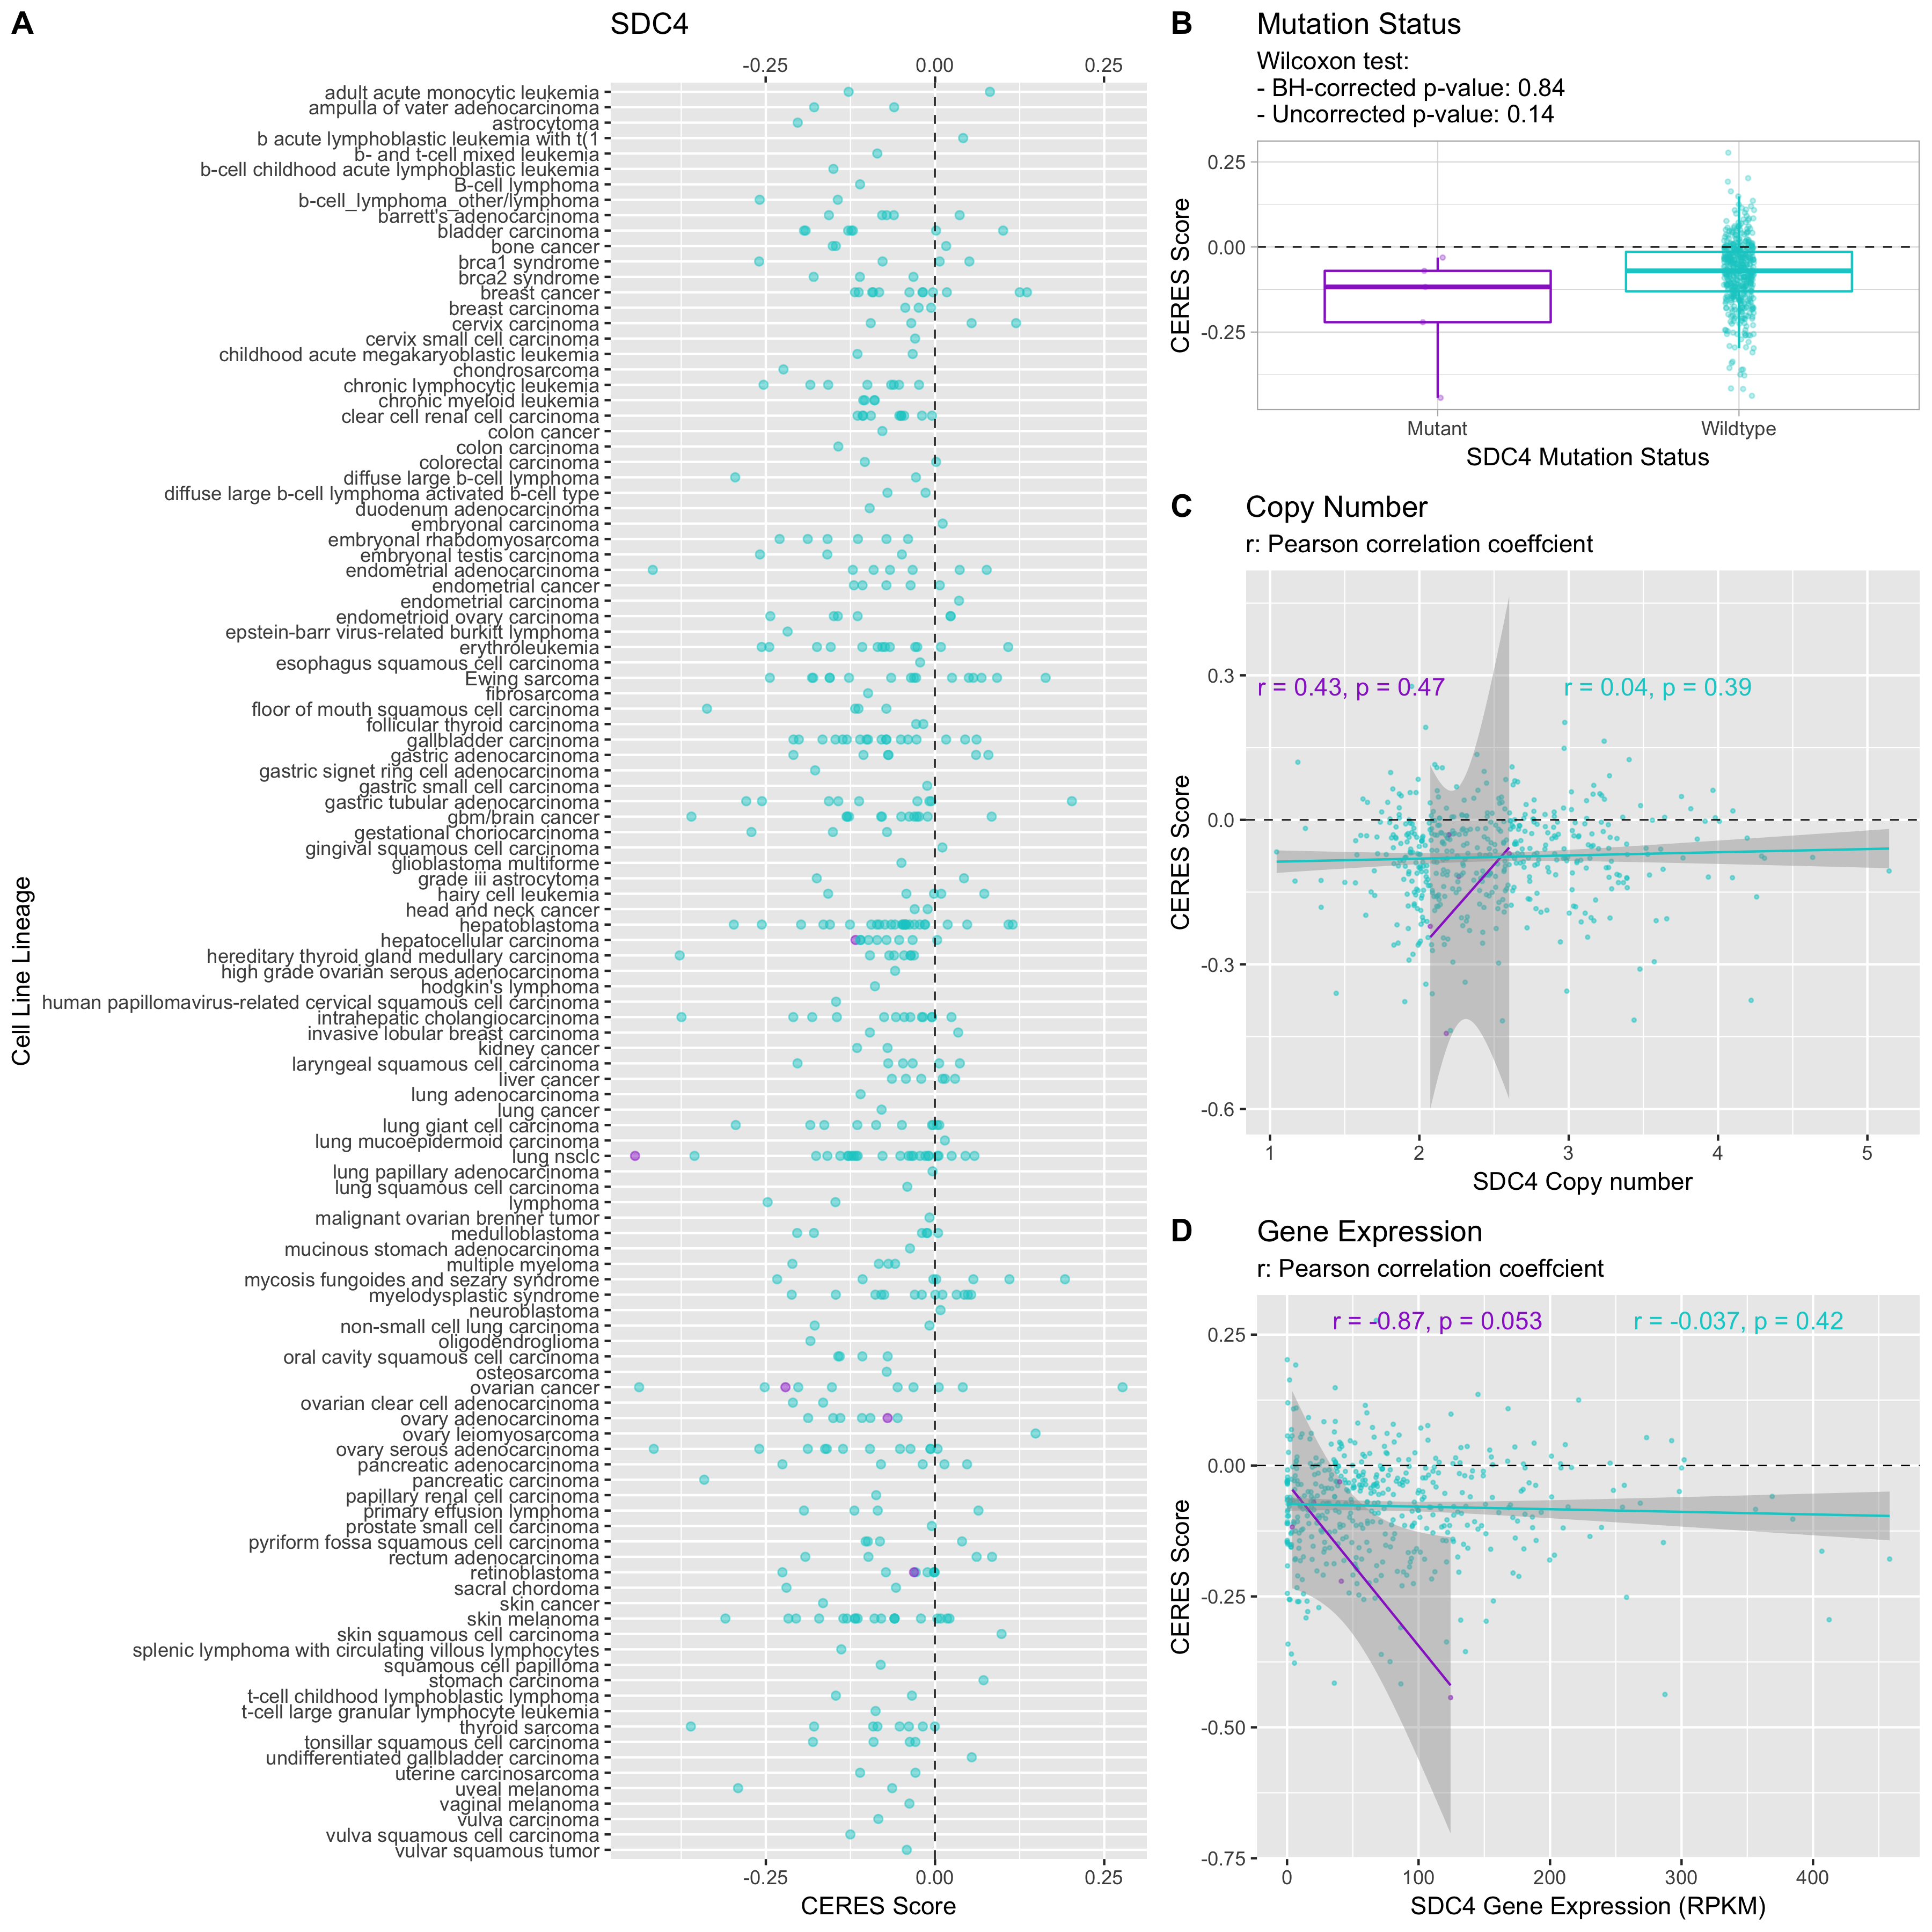 A
SDC4
-0.25 0.00 0.25
adult acute monocytic leukemia
ampulla of vater adenocarcinoma
astrocytoma
b acute lymphoblastic leukemia with t(1
b- and t-cell mixed leukemia
b-cell childhood acute lymphoblastic leukemia
B-cell lymphoma
b-cell_lymphoma_other/lymphoma
barrett's adenocarcinoma
bladder carcinoma
bone cancer
brca1 syndrome
brca2 syndrome
breast cancer
breast carcinoma
cervix carcinoma
cervix small cell carcinoma
childhood acute megakaryoblastic leukemia
chondrosarcoma
chronic lymphocytic leukemia
chronic myeloid leukemia
clear cell renal cell carcinoma
colon cancer
colon carcinoma
colorectal carcinoma
diffuse large b-cell lymphoma
diffuse large b-cell lymphoma activated b-cell type
duodenum adenocarcinoma
embryonal carcinoma
embryonal rhabdomyosarcoma
embryonal testis carcinoma
endometrial adenocarcinoma
endometrial cancer
endometrial carcinoma
endometrioid ovary carcinoma
epstein-barr virus-related burkitt lymphoma
erythroleukemia
esophagus squamous cell carcinoma
Ewing sarcoma
fibrosarcoma
floor of mouth squamous cell carcinoma
follicular thyroid carcinoma
gallbladder carcinoma
gastric adenocarcinoma
gastric signet ring cell adenocarcinoma
gastric small cell carcinoma
gastric tubular adenocarcinoma
gbm/brain cancer
gestational choriocarcinoma
gingival squamous cell carcinoma
glioblastoma multiforme
grade iii astrocytoma
hairy cell leukemia
head and neck cancer
hepatoblastoma
hepatocellular carcinoma
hereditary thyroid gland medullary carcinoma
high grade ovarian serous adenocarcinoma
hodgkin's lymphoma
human papillomavirus-related cervical squamous cell carcinoma
intrahepatic cholangiocarcinoma
invasive lobular breast carcinoma
kidney cancer
laryngeal squamous cell carcinoma
liver cancer
lung adenocarcinoma
lung cancer
lung giant cell carcinoma
lung mucoepidermoid carcinoma
lung nsclc
lung papillary adenocarcinoma
lung squamous cell carcinoma
lymphoma
malignant ovarian brenner tumor
medulloblastoma
mucinous stomach adenocarcinoma
multiple myeloma
mycosis fungoides and sezary syndrome
myelodysplastic syndrome
neuroblastoma
non-small cell lung carcinoma
oligodendroglioma
oral cavity squamous cell carcinoma
osteosarcoma
ovarian cancer
ovarian clear cell adenocarcinoma
ovary adenocarcinoma
ovary leiomyosarcoma
ovary serous adenocarcinoma
pancreatic adenocarcinoma
pancreatic carcinoma
papillary renal cell carcinoma
primary effusion lymphoma
prostate small cell carcinoma
pyriform fossa squamous cell carcinoma
rectum adenocarcinoma
retinoblastoma
sacral chordoma
skin cancer
skin melanoma
skin squamous cell carcinoma
splenic lymphoma with circulating villous lymphocytes
squamous cell papilloma
stomach carcinoma
t-cell childhood lymphoblastic lymphoma
t-cell large granular lymphocyte leukemia
thyroid sarcoma
tonsillar squamous cell carcinoma
undifferentiated gallbladder carcinoma
uterine carcinosarcoma
uveal melanoma
vaginal melanoma
vulva carcinoma
vulva squamous cell carcinoma
vulvar squamous tumor
-0.25 0.00 0.25
CERES Score
Cell Line Lineage
B
Mutation Status
Wilcoxon test:
- BH-corrected p-value: 0.84
- Uncorrected p-value: 0.14
0.25
0.00
-0.25
CERES Score
Mutant Wildtype
SDC4 Mutation Status
C
Copy Number
r: Pearson correlation coeffcient
r = 0.43, p = 0.47 r = 0.04, p = 0.39
0.3
0.0
-0.3
-0.6
CERES Score
1 2 3 4 5
SDC4 Copy number
D
Gene Expression
r: Pearson correlation coeffcient
r = -0.87, p = 0.053 r = -0.037, p = 0.42
0.25
0.00
-0.25
-0.50
-0.75
CERES Score
0 100 200 300 400
SDC4 Gene Expression (RPKM)